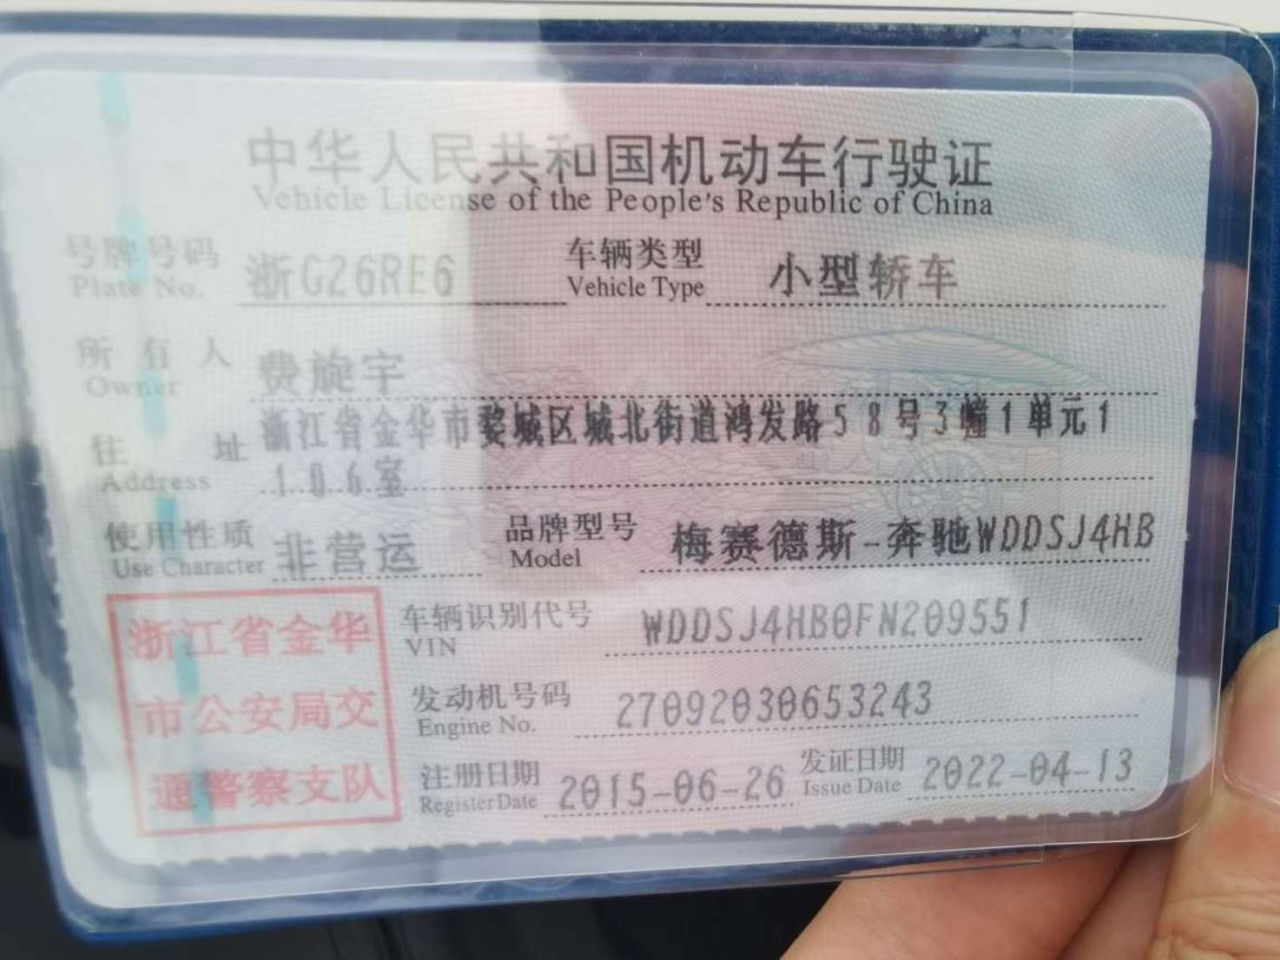 中华人民共和国机动车行驶证
Vehicle License of the People's Republic of China
号牌号码 浙G26RE6 车辆类型 小型轿车
Plate No. Vehicle Type
所有人 费旋宇
Owner
住址 浙江省金华市婺城区城北街道鸿发路58号3幢1单元1
Address 106室
使用性质 非营运 品牌型号 梅赛德斯-奔驰WDDSJ4HB
Use Character Model
浙江省金华
市公安局交
通警察支队
车辆识别代号 WDDSJ4HB0FN209551
VIN
发动机号码 27092030653243
Engine No.
注册日期 2015-06-26 发证日期 2022-04-13
Register Date Issue Date